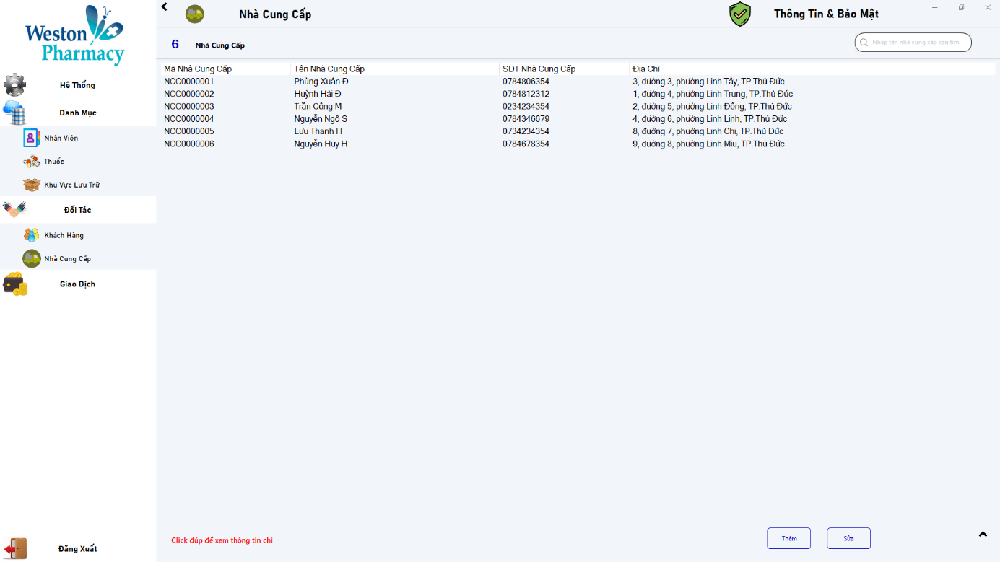 Weston
Pharmacy
Hệ Thống
Danh Mục
Nhân Viên
Thuốc
Khu Vực Lưu Trữ
Đối Tác
Khách Hàng
Nhà Cung Cấp
Giao Dịch
Đăng Xuất
Nhà Cung Cấp
Thông Tin & Bảo Mật
6 Nhà Cung Cấp
Nhập tên nhà cung cấp cần tìm
Mã Nhà Cung Cấp Tên Nhà Cung Cấp SDT Nhà Cung Cấp Địa Chỉ
NCC0000001 Phùng Xuân Đ 0784806354 3, đường 3, phường Linh Tây, TP.Thủ Đức
NCC0000002 Huỳnh Hải Đ 0784812312 1, đường 4, phường Linh Trung, TP.Thủ Đức
NCC0000003 Trần Công M 0234234354 2, đường 5, phường Linh Đông, TP.Thủ Đức
NCC0000004 Nguyễn Ngô S 0784346679 4, đường 6, phường Linh Linh, TP.Thủ Đức
NCC0000005 Lưu Thanh H 0734234354 8, đường 7, phường Linh Chi, TP.Thủ Đức
NCC0000006 Nguyễn Huy H 0784678354 9, đường 8, phường Linh Miu, TP.Thủ Đức
Click đúp để xem thông tin chi
Thêm
Sửa